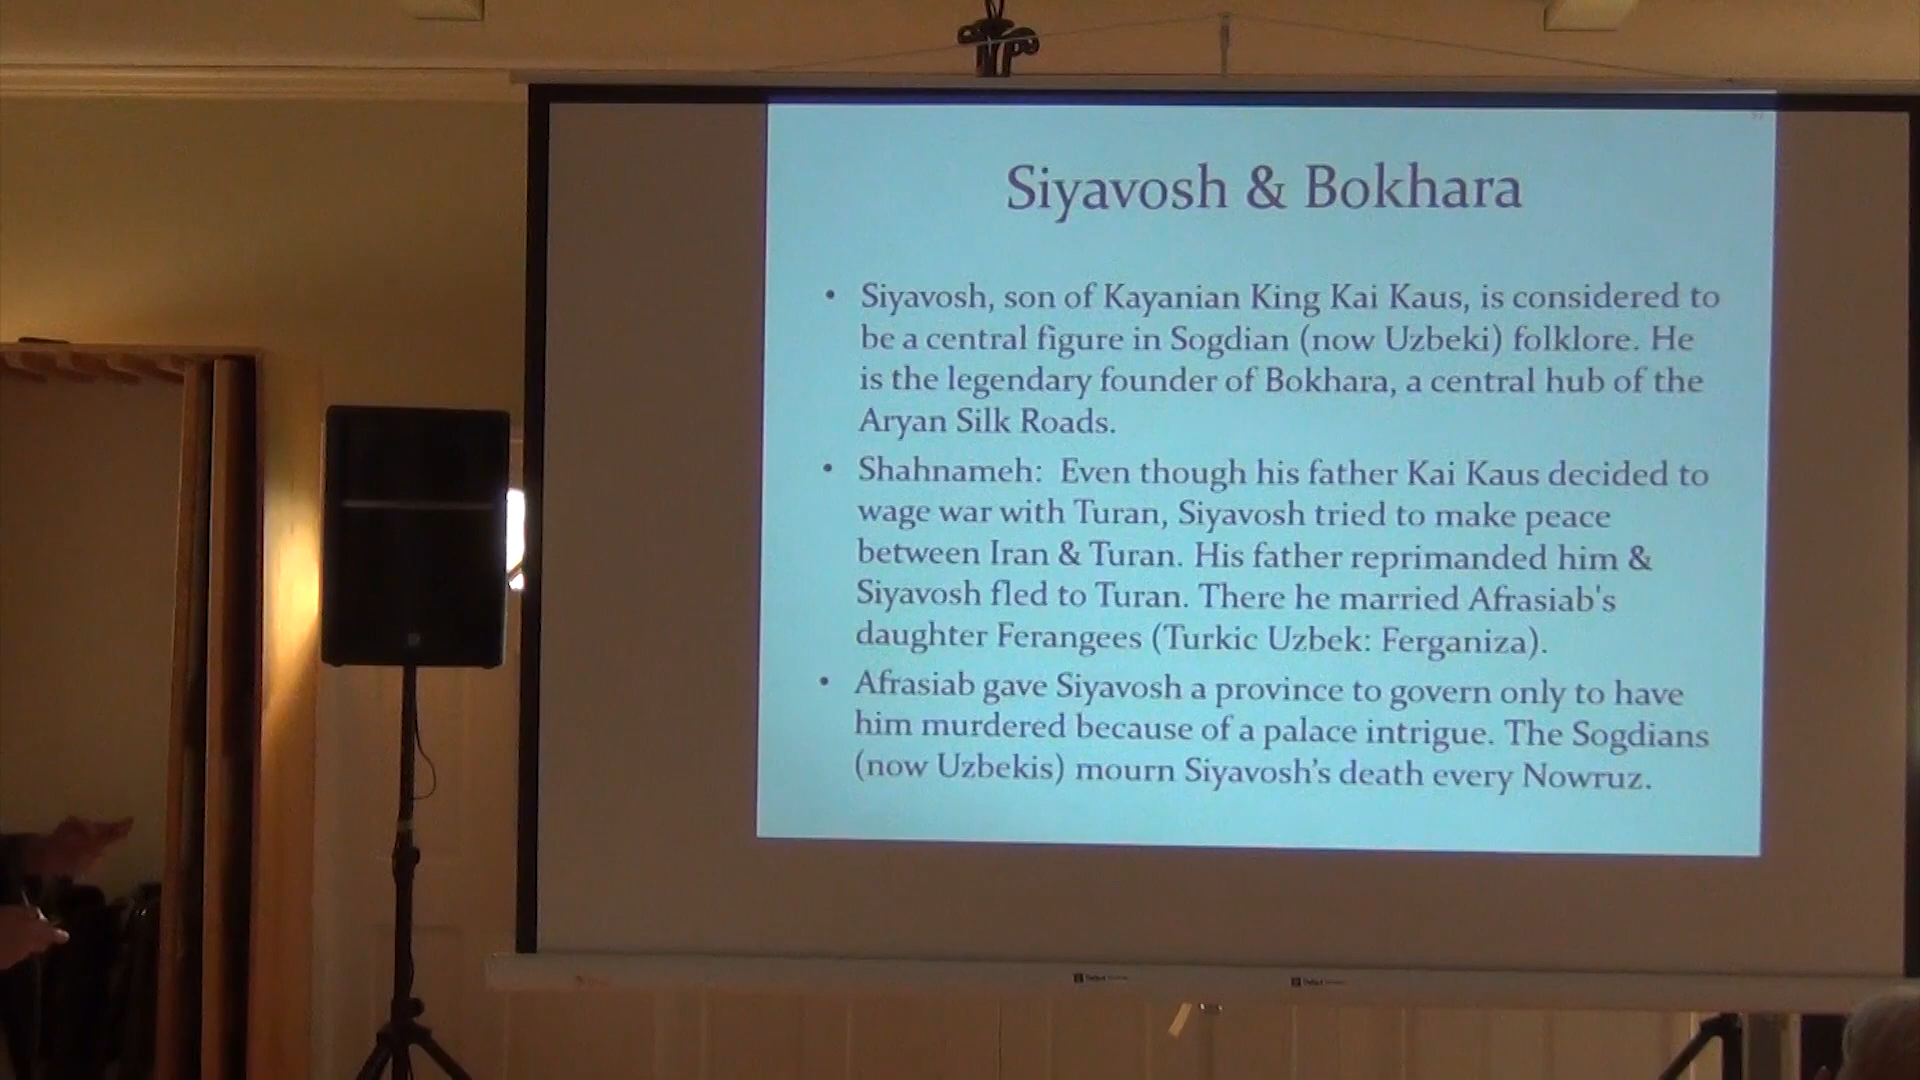 Siyavosh & Bokhara
• Siyavosh, son of Kayanian King Kai Kaus, is considered to
be a central figure in Sogdian (now Uzbeki) folklore. He
is the legendary founder of Bokhara, a central hub of the
Aryan Silk Roads.
• Shahnameh: Even though his father Kai Kaus decided to
wage war with Turan, Siyavosh tried to make peace
between Iran & Turan. His father reprimanded him &
Siyavosh fled to Turan. There he married Afrasiab's
daughter Ferangees (Turkic Uzbek: Ferganiza).
• Afrasiab gave Siyavosh a province to govern only to have
him murdered because of a palace intrigue. The Sogdians
(now Uzbekis) mourn Siyavosh’s death every Nowruz.